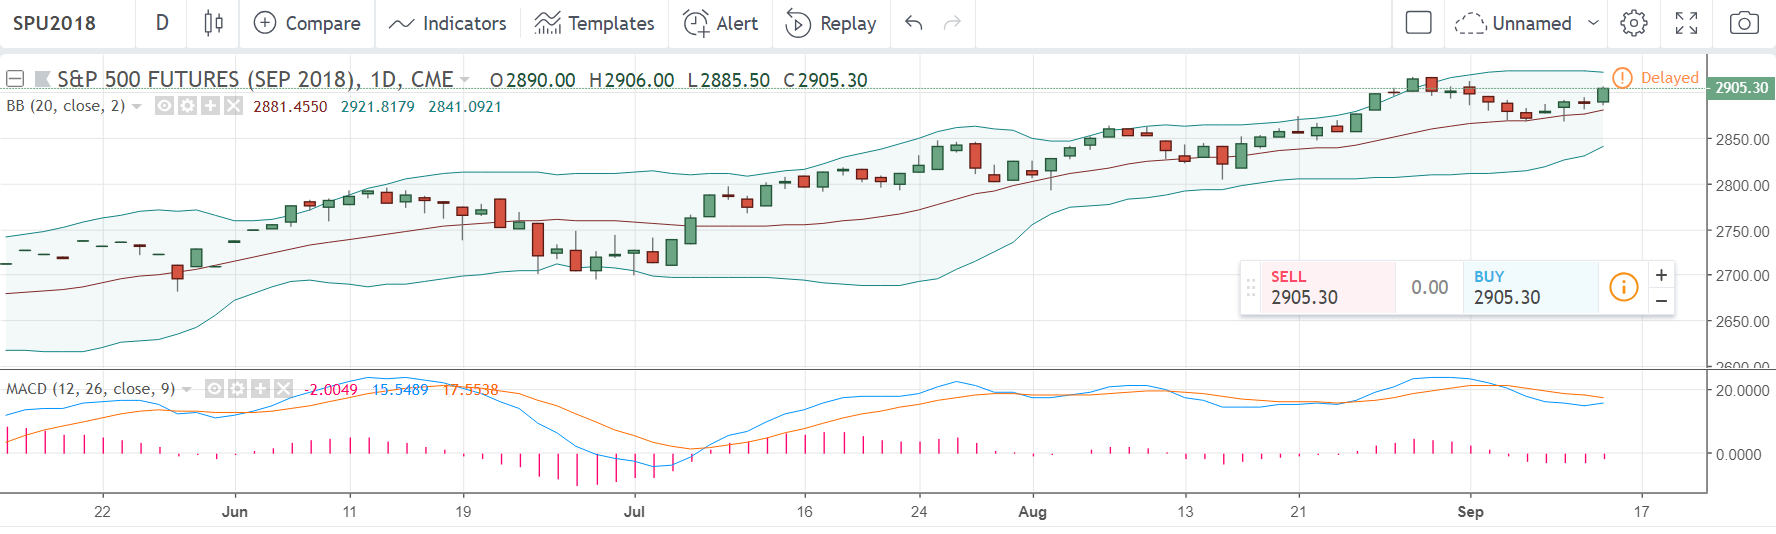 SPU2018 D Compare Indicators Templates Alert Replay Unnamed
S&P 500 FUTURES (SEP 2018), 1D, CME O2890.00 H2906.00 L2885.50 C2905.30 Delayed
2905.30
BB (20, close, 2) 2881.4550 2921.8179 2841.0921
2850.00
2800.00
2750.00
2700.00
2650.00
2600.00
SELL 2905.30
0.00
BUY 2905.30
+
−
MACD (12, 26, close, 9) -2.0049 15.5489 17.5538
20.0000
0.0000
22 Jun 11 19 Jul 16 24 Aug 13 21 Sep 17